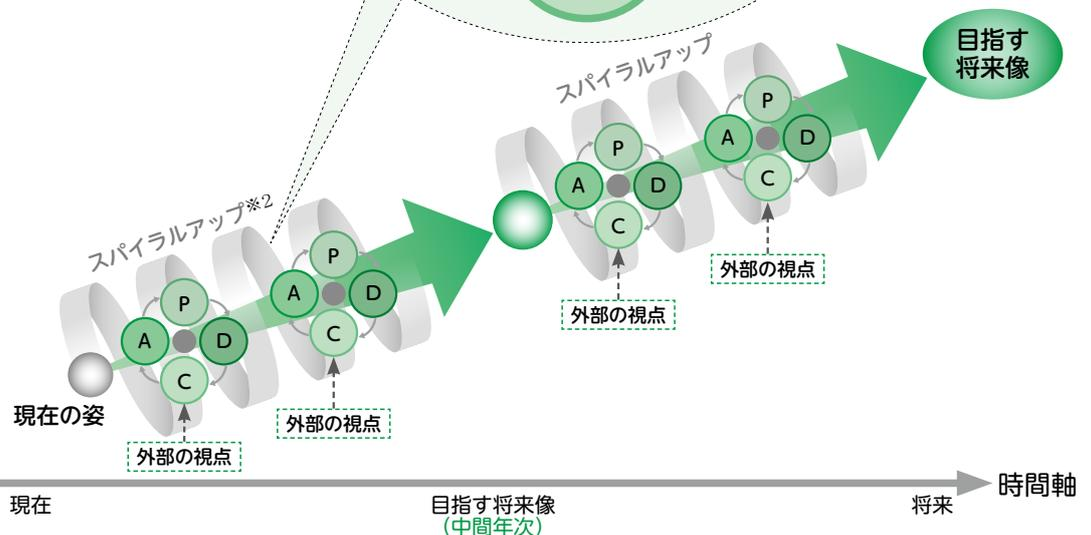 目指す
将来像
スパイラルアップ
P
A
D
C
外部の視点
P
A
D
C
外部の視点
スパイラルアップ※2
P
A
D
C
外部の視点
P
A
D
C
外部の視点
現在の姿
時間軸
現在
目指す将来像
（中間年次）
将来